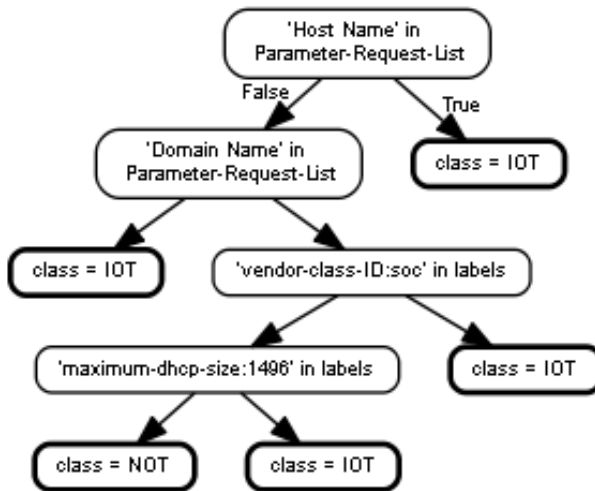 'Host Name' in
Parameter-Request-List
False
True
'Domain Name' in
Parameter-Request-List
class = IOT
class = IOT
'vendor-class-ID:soc' in labels
'maximum-dhcp-size:1496' in labels
class = IOT
class = NOT
class = IOT